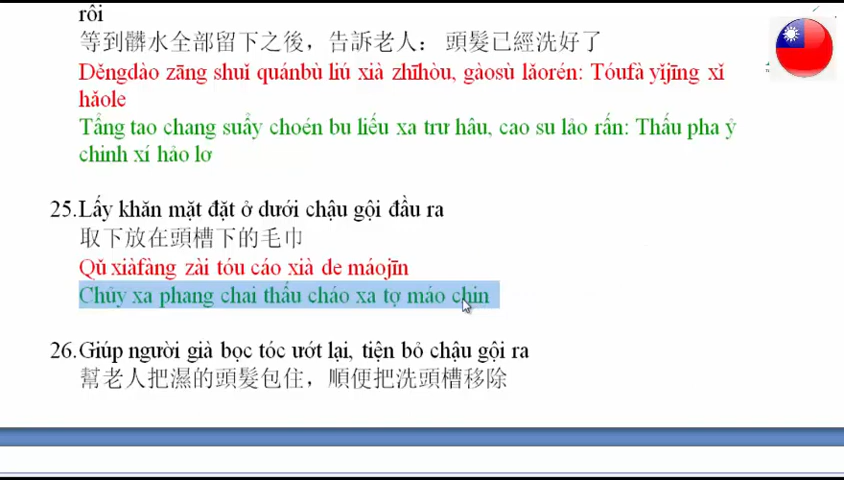 rồi
等到髒水全部留下之後，告訴老人： 頭髮已經洗好了
Děngdào zāng shuǐ quánbù liú xià zhīhòu, gàosù lǎorén: Tóufà yǐjīng xǐ
hǎole
Tẩng tao chang suẩy choén bu liếu xa trư hâu, cao su lảo rấn: Thấu pha ỷ
chinh xí hảo lơ
25.Lấy khăn mặt đặt ở dưới chậu gội đầu ra
取下放在頭槽下的毛巾
Qǔ xiàfàng zài tóu cáo xià de máojīn
Chủy xa phang chai thấu cháo xa tợ máo chin
26.Giúp người già bọc tóc ướt lại, tiện bỏ chậu gội ra
幫老人把濕的頭髮包住，順便把洗頭槽移除